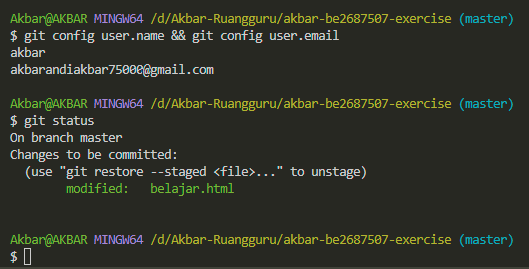 Akbar@AKBAR MINGW64 /d/Akbar-Ruangguru/akbar-be2687507-exercise (master)
$ git config user.name && git config user.email
akbar
akbarandiakbar75000@gmail.com
Akbar@AKBAR MINGW64 /d/Akbar-Ruangguru/akbar-be2687507-exercise (master)
$ git status
On branch master
Changes to be committed:
  (use "git restore --staged <file>..." to unstage)
        modified:   belajar.html
Akbar@AKBAR MINGW64 /d/Akbar-Ruangguru/akbar-be2687507-exercise (master)
$